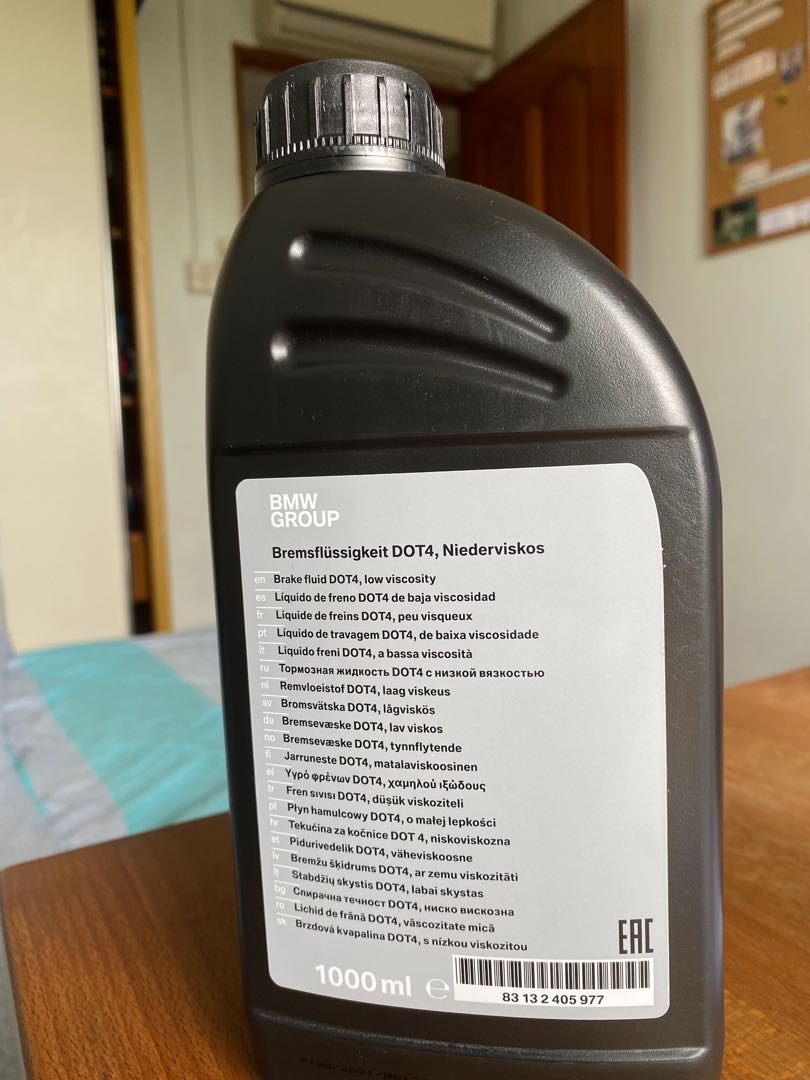 BMW
GROUP
Bremsflüssigkeit DOT4, Niederviskos
en Brake fluid DOT4, low viscosity
es Líquido de freno DOT4 de baja viscosidad
fr Liquide de freins DOT4, peu visqueux
pt Líquido de travagem DOT4, de baixa viscosidade
it Liquido freni DOT4, a bassa viscosità
ru Тормозная жидкость DOT4 с низкой вязкостью
nl Remvloeistof DOT4, laag viskeus
sv Bromsvätska DOT4, lågviskös
da Bremsevæske DOT4, lav viskos
no Bremsevæske DOT4, tynnflytende
fi Jarruneste DOT4, matalaviskoosinen
el Υγρό φρένων DOT4, χαμηλού ιξώδους
tr Fren sıvısı DOT4, düşük viskoziteli
pl Płyn hamulcowy DOT4, o małej lepkości
hr Tekućina za kočnice DOT 4, niskoviskozna
et Pidurivedelik DOT4, väheviskoosne
lv Bremžu šķidrums DOT4, ar zemu viskozitāti
lt Stabdžių skystis DOT4, labai skystas
bg Спирачна течност DOT4, ниско вискозна
ro Lichid de frână DOT4, vâscozitate mică
sk Brzdová kvapalina DOT4, s nízkou viskozitou
EAC
1000 ml ℮
83 13 2 405 977